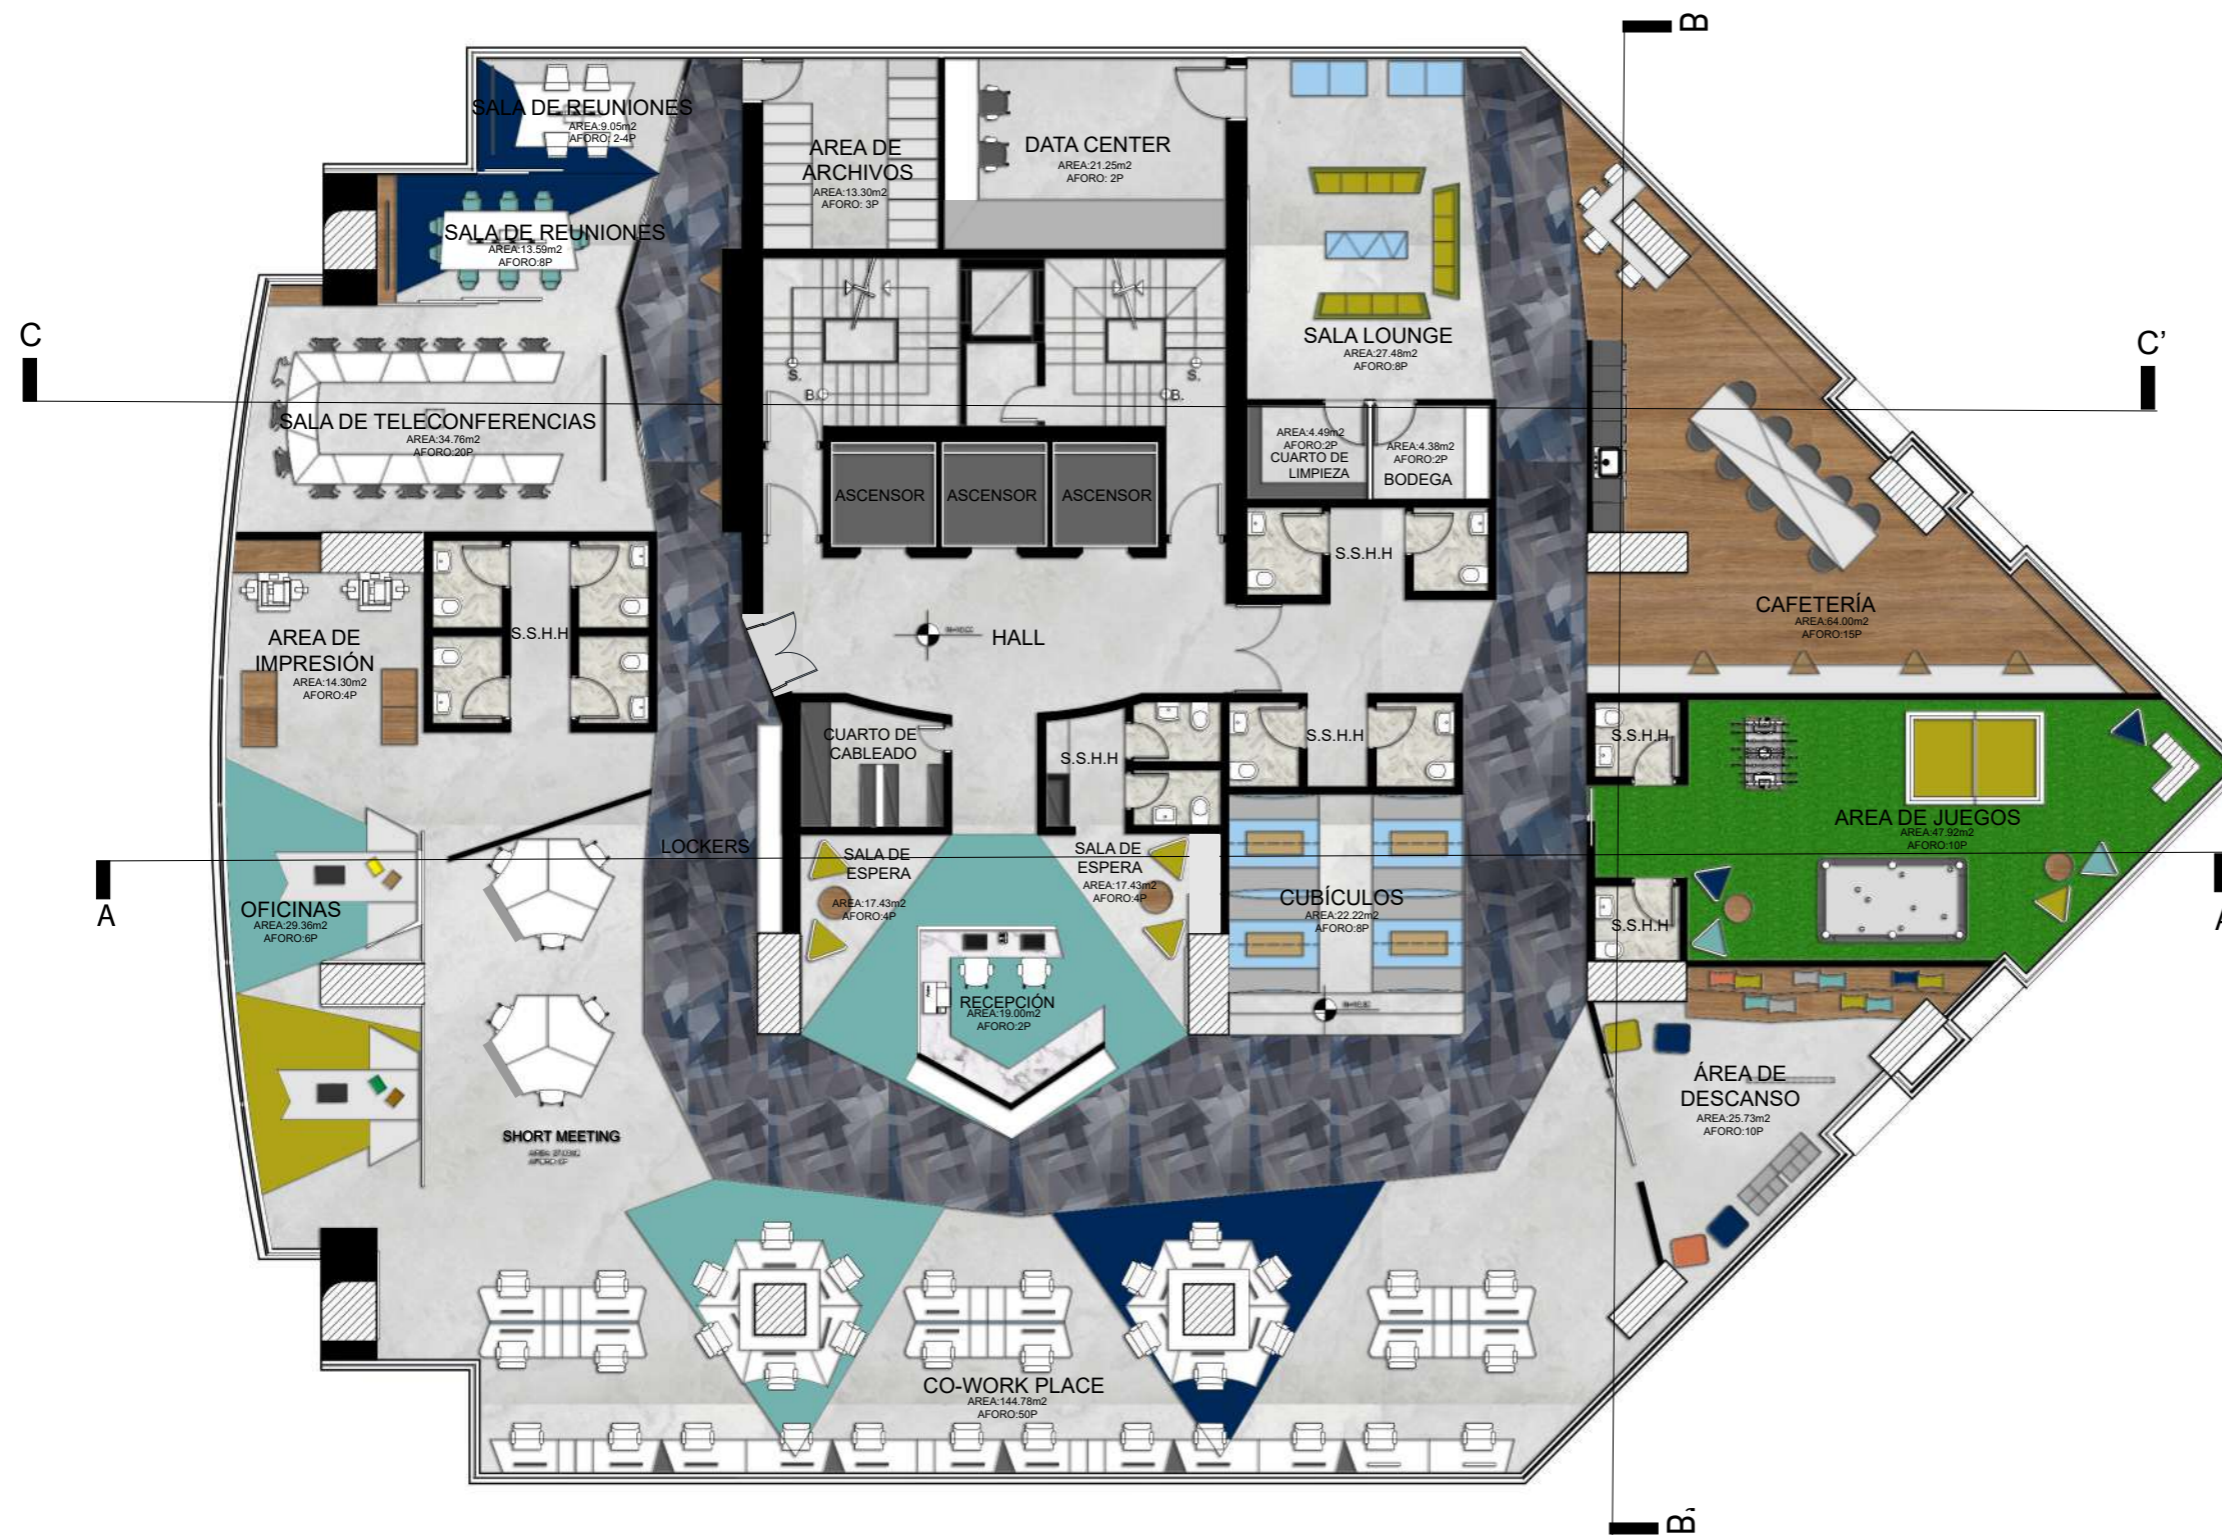 B
SALA DE REUNIONES
AREA:9.05m2
AFORO: 2-4P
AREA DE
ARCHIVOS
AREA:13.30m2
AFORO: 3P
DATA CENTER
AREA:21.25m2
AFORO: 2P
SALA DE REUNIONES
AREA:13.59m2
AFORO:8P
SALA LOUNGE
AREA:27.48m2
AFORO:8P
C
C'
S.
B.
S.
B.
SALA DE TELECONFERENCIAS
AREA:34.76m2
AFORO:20P
AREA:4.49m2
AFORO:2P
CUARTO DE
LIMPIEZA
AREA:4.38m2
AFORO:2P
BODEGA
ASCENSOR
ASCENSOR
ASCENSOR
S.S.H.H
S.S.H.H
HALL
CAFETERÍA
AREA:64.00m2
AFORO:15P
AREA DE
IMPRESIÓN
AREA:14.30m2
AFORO:4P
CUARTO DE
CABLEADO
S.S.H.H
S.S.H.H
S.S.H.H
AREA DE JUEGOS
AREA:47.92m2
AFORO:10P
LOCKERS
SALA DE
ESPERA
AREA:17.43m2
AFORO:4P
SALA DE
ESPERA
AREA:17.43m2
AFORO:4P
CUBÍCULOS
AREA:22.22m2
AFORO:8P
A
A
OFICINAS
AREA:29.36m2
AFORO:6P
S.S.H.H
RECEPCIÓN
AREA:19.00m2
AFORO:2P
ÁREA DE
DESCANSO
AREA:25.73m2
AFORO:10P
SHORT MEETING
CO-WORK PLACE
AREA:144.78m2
AFORO:50P
B'